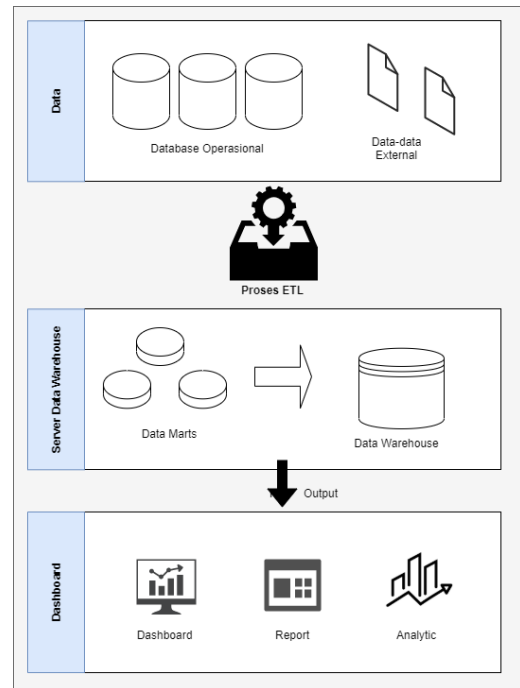 Data
Database Operasional
Data-data
External
Proses ETL
Server Data Warehouse
Data Marts
Data Warehouse
Output
Dashboard
Dashboard
Report
Analytic